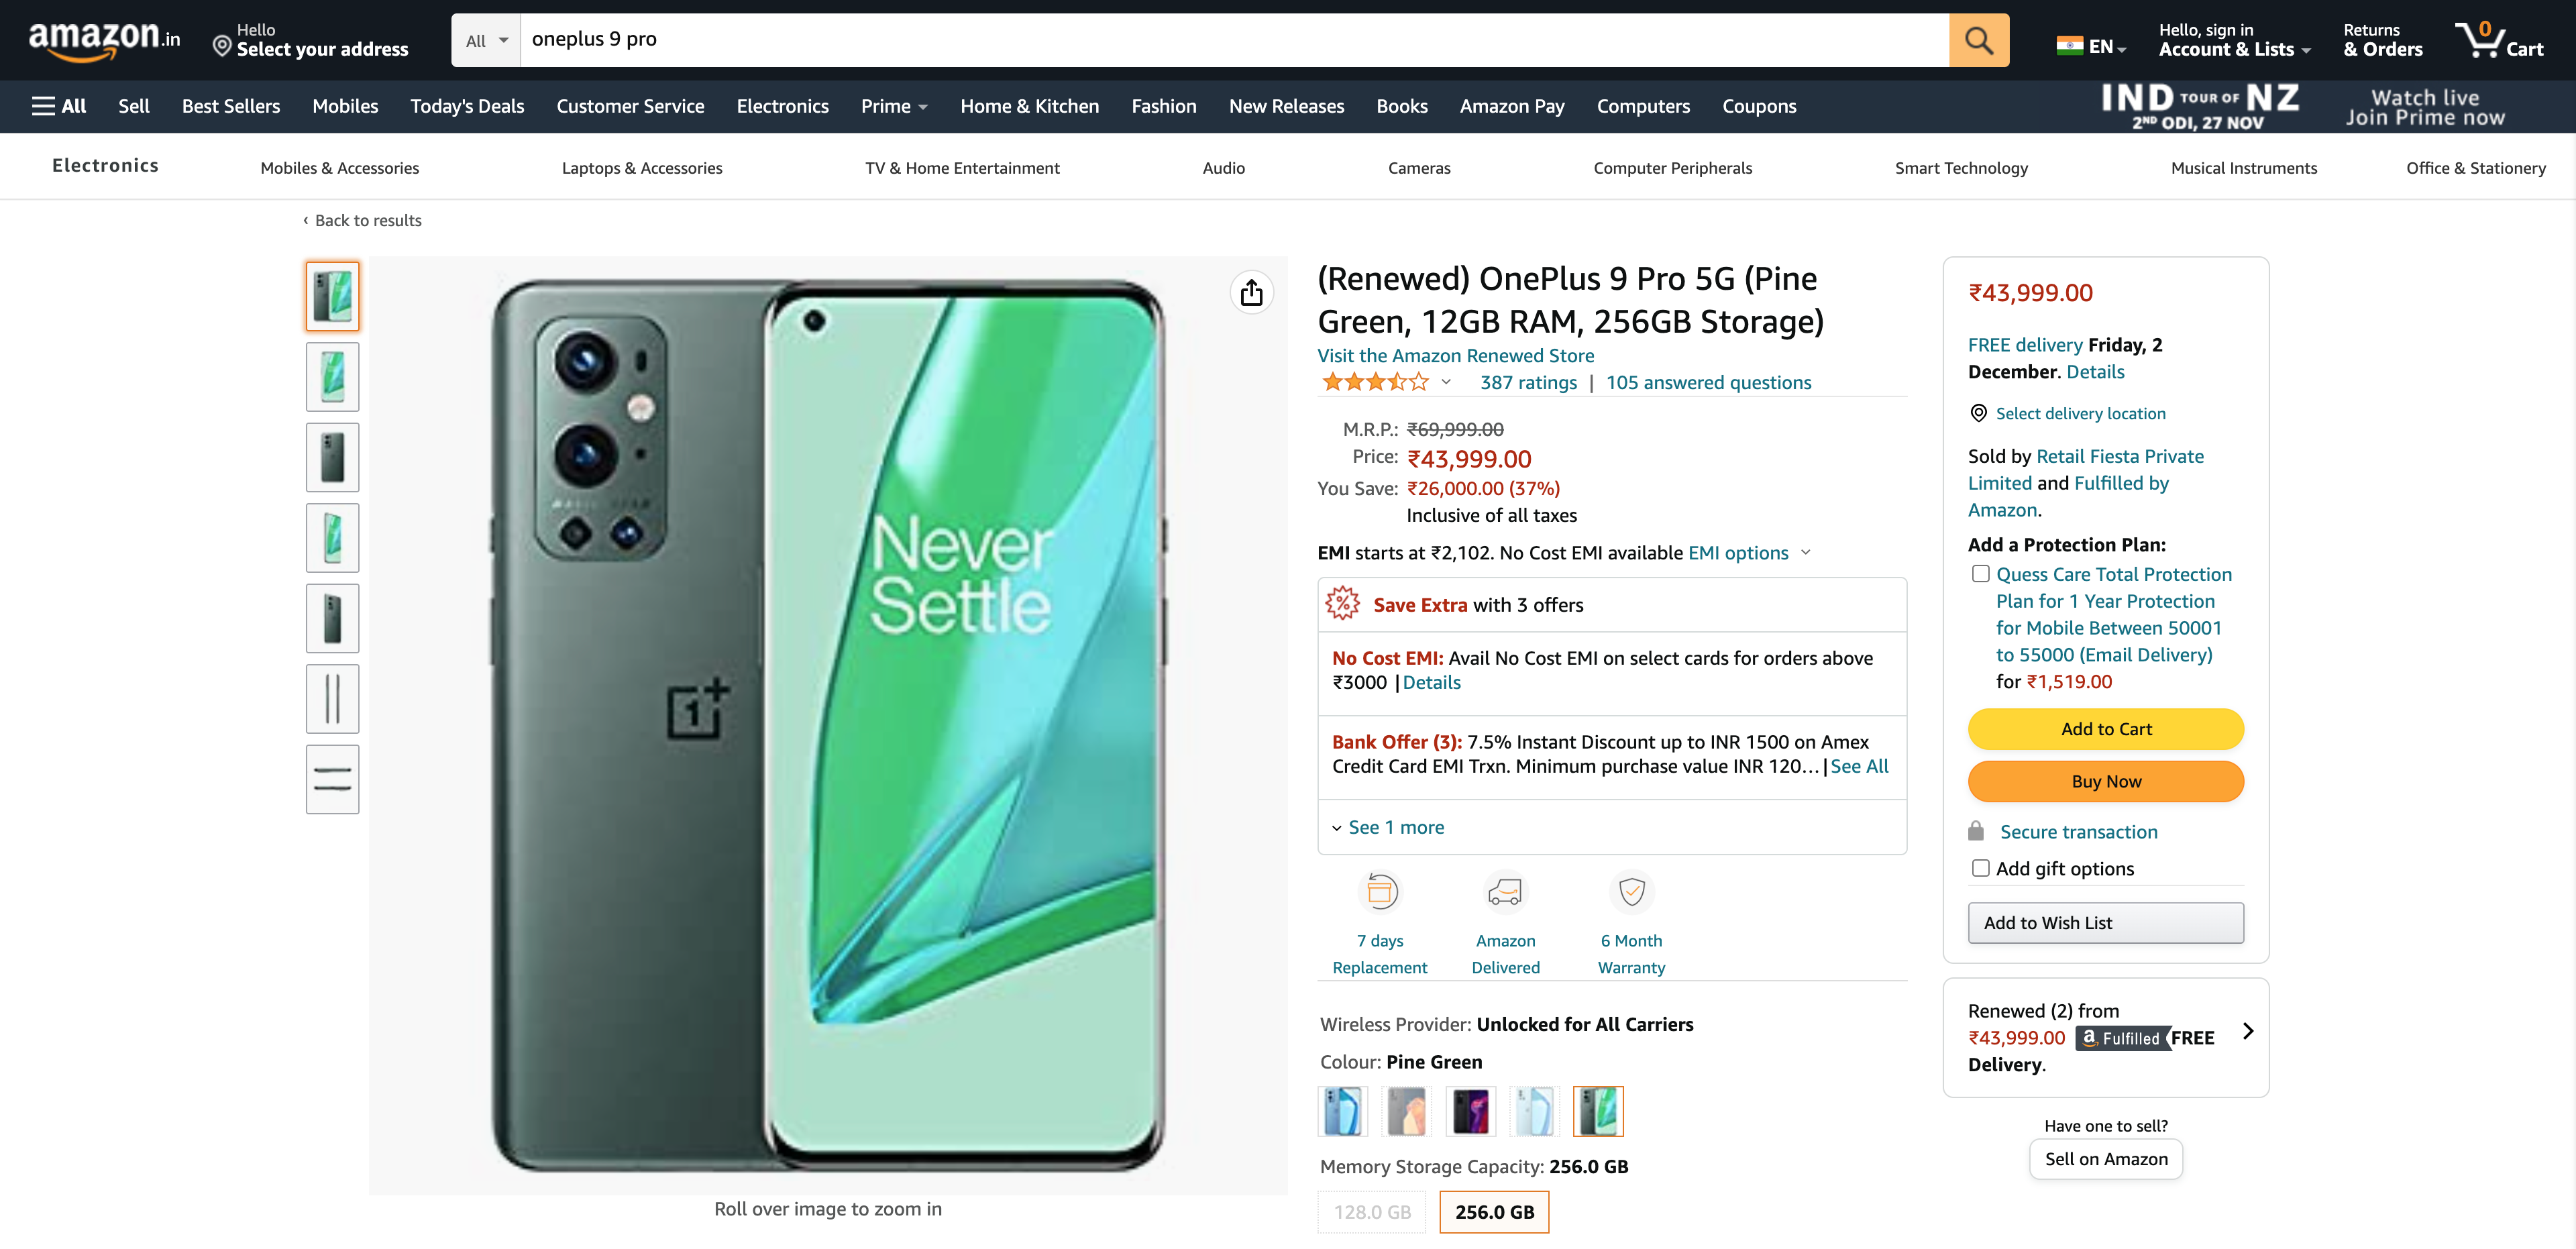 amazon.in
Hello
Select your address
All
oneplus 9 pro
EN
Hello, sign in
Account & Lists
Returns
& Orders
0
Cart
All
Sell
Best Sellers
Mobiles
Today's Deals
Customer Service
Electronics
Prime
Home & Kitchen
Fashion
New Releases
Books
Amazon Pay
Computers
Coupons
IND TOUR OF NZ
2ND ODI, 27 NOV
Watch live
Join Prime now
Electronics
Mobiles & Accessories
Laptops & Accessories
TV & Home Entertainment
Audio
Cameras
Computer Peripherals
Smart Technology
Musical Instruments
Office & Stationery
‹ Back to results
Never
Settle
1+
Roll over image to zoom in
(Renewed) OnePlus 9 Pro 5G (Pine
Green, 12GB RAM, 256GB Storage)
Visit the Amazon Renewed Store
387 ratings | 105 answered questions
M.R.P.: ₹69,999.00
Price: ₹43,999.00
You Save: ₹26,000.00 (37%)
Inclusive of all taxes
EMI starts at ₹2,102. No Cost EMI available EMI options
% Save Extra with 3 offers
No Cost EMI: Avail No Cost EMI on select cards for orders above
₹3000 | Details
Bank Offer (3): 7.5% Instant Discount up to INR 1500 on Amex
Credit Card EMI Trxn. Minimum purchase value INR 120... | See All
See 1 more
7 days
Replacement
Amazon
Delivered
6 Month
Warranty
Wireless Provider: Unlocked for All Carriers
Colour: Pine Green
Memory Storage Capacity: 256.0 GB
128.0 GB
256.0 GB
₹43,999.00
FREE delivery Friday, 2
December. Details
Select delivery location
Sold by Retail Fiesta Private
Limited and Fulfilled by
Amazon.
Add a Protection Plan:
Quess Care Total Protection
Plan for 1 Year Protection
for Mobile Between 50001
to 55000 (Email Delivery)
for ₹1,519.00
Add to Cart
Buy Now
Secure transaction
Add gift options
Add to Wish List
Renewed (2) from
₹43,999.00 a Fulfilled FREE
Delivery.
Have one to sell?
Sell on Amazon